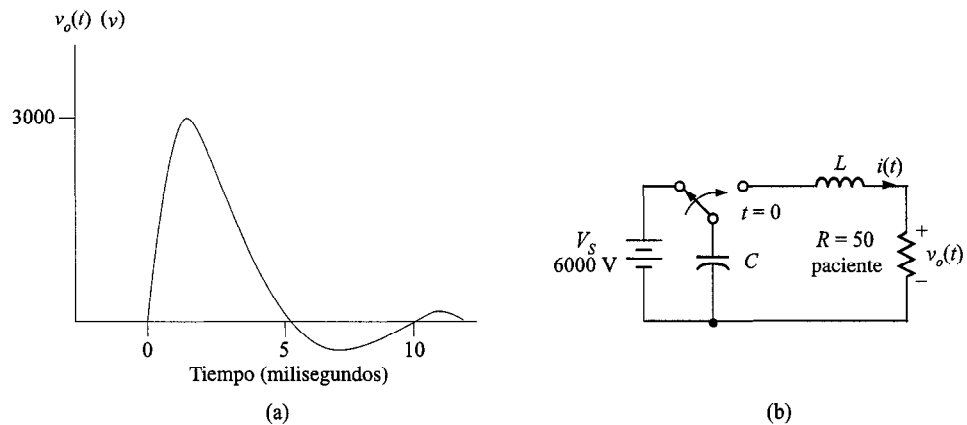 v_o(t) (v)
3000
0
5
10
Tiempo (milisegundos)
(a)
L
i(t)
t = 0
V_S
6000 V
C
R = 50
paciente
+
v_o(t)
−
(b)